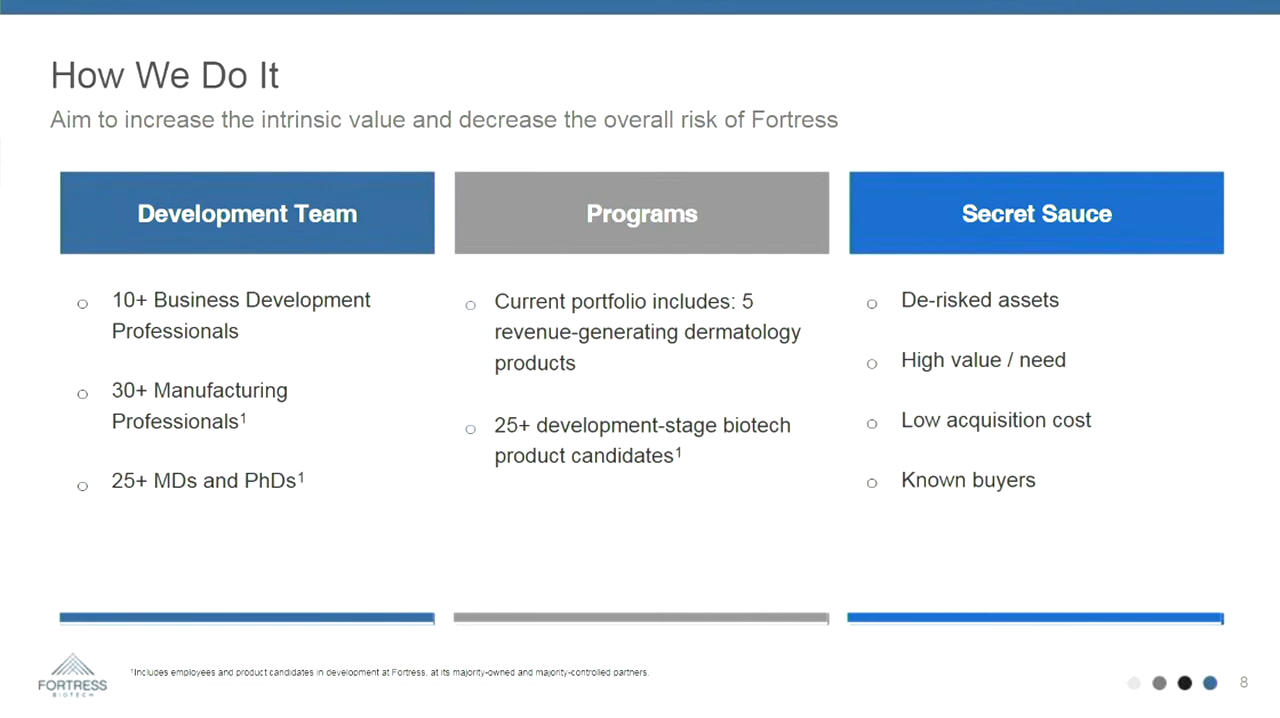 How We Do It
Aim to increase the intrinsic value and decrease the overall risk of Fortress
Development Team
10+ Business Development
Professionals
30+ Manufacturing
Professionals¹
25+ MDs and PhDs¹
Programs
Current portfolio includes: 5
revenue-generating dermatology
products
25+ development-stage biotech
product candidates¹
Secret Sauce
De-risked assets
High value / need
Low acquisition cost
Known buyers
FORTRESS
BIOTECH
¹Includes employees and product candidates in development at Fortress, at its majority-owned and majority-controlled partners.
8